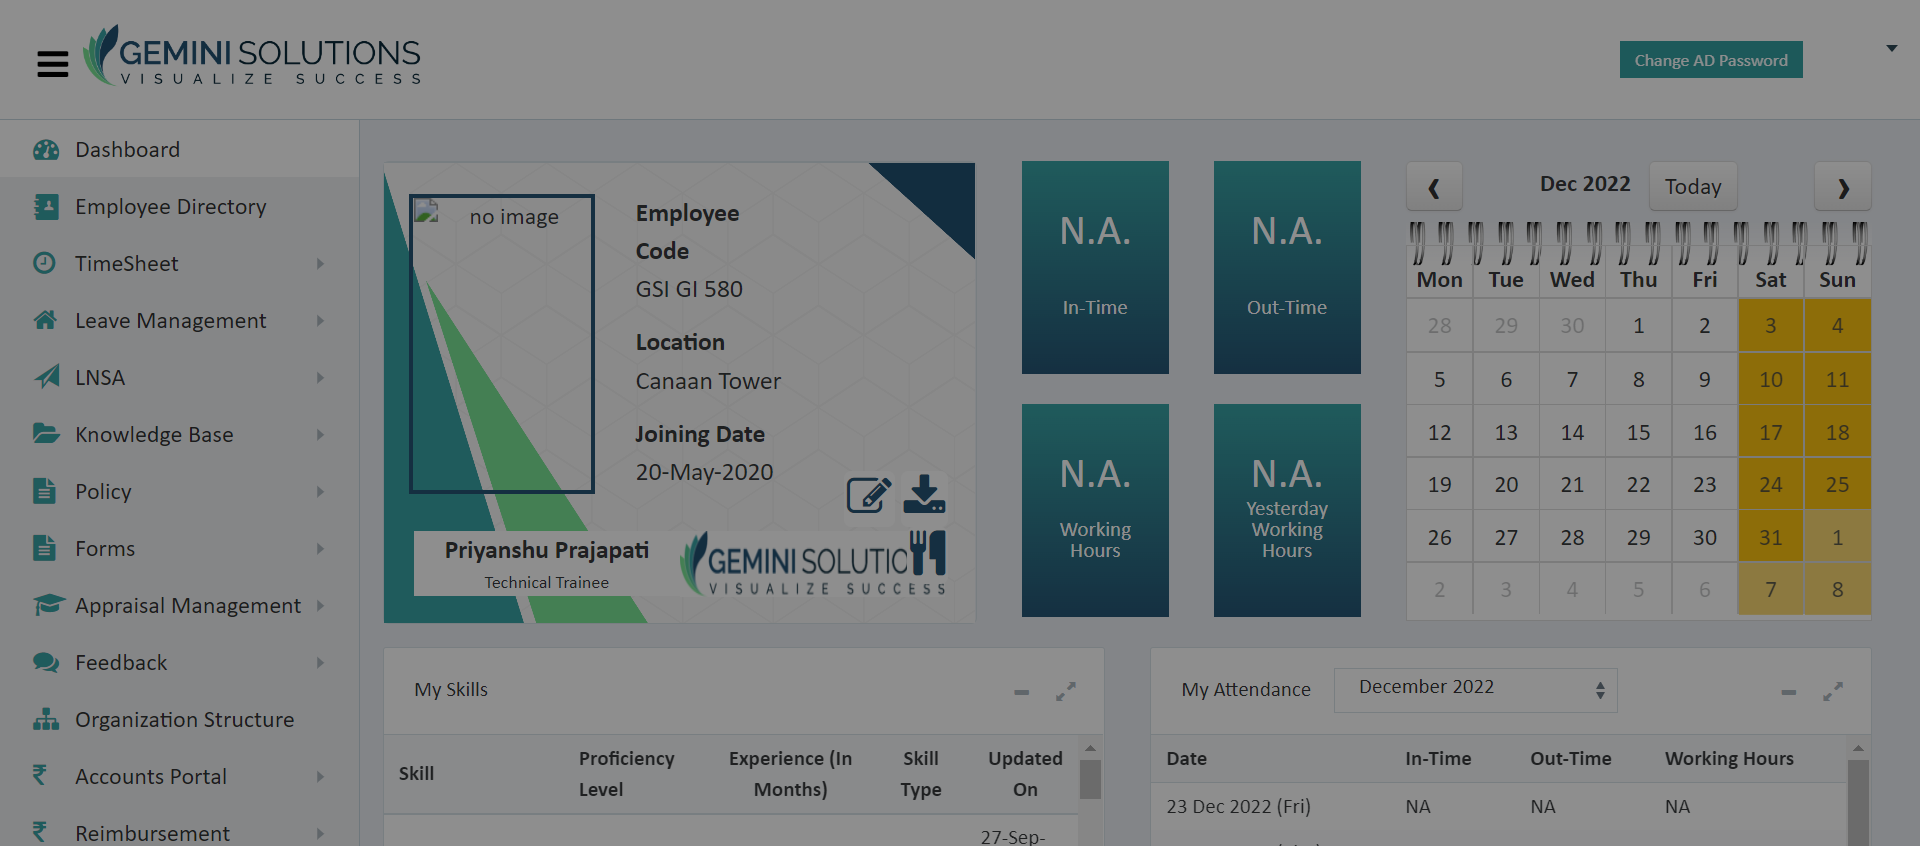 GEMINI SOLUTIONS
VISUALIZE SUCCESS
Change AD Password
Dashboard
Employee Directory
TimeSheet
Leave Management
LNSA
Knowledge Base
Policy
Forms
Appraisal Management
Feedback
Organization Structure
Accounts Portal
Reimbursement
no image
Employee
Code
GSI GI 580
Location
Canaan Tower
Joining Date
20-May-2020
Priyanshu Prajapati
Technical Trainee
GEMINI SOLUTIO
VISUALIZE SUCCESS
N.A.
In-Time
N.A.
Out-Time
N.A.
Working
Hours
N.A.
Yesterday
Working
Hours
Dec 2022
Today
Mon Tue Wed Thu Fri Sat Sun
28 29 30 1 2 3 4
5 6 7 8 9 10 11
12 13 14 15 16 17 18
19 20 21 22 23 24 25
26 27 28 29 30 31 1
2 3 4 5 6 7 8
My Skills
Skill Proficiency Level Experience (In Months) Skill Type Updated On
27-Sep-
My Attendance December 2022
Date In-Time Out-Time Working Hours
23 Dec 2022 (Fri) NA NA NA